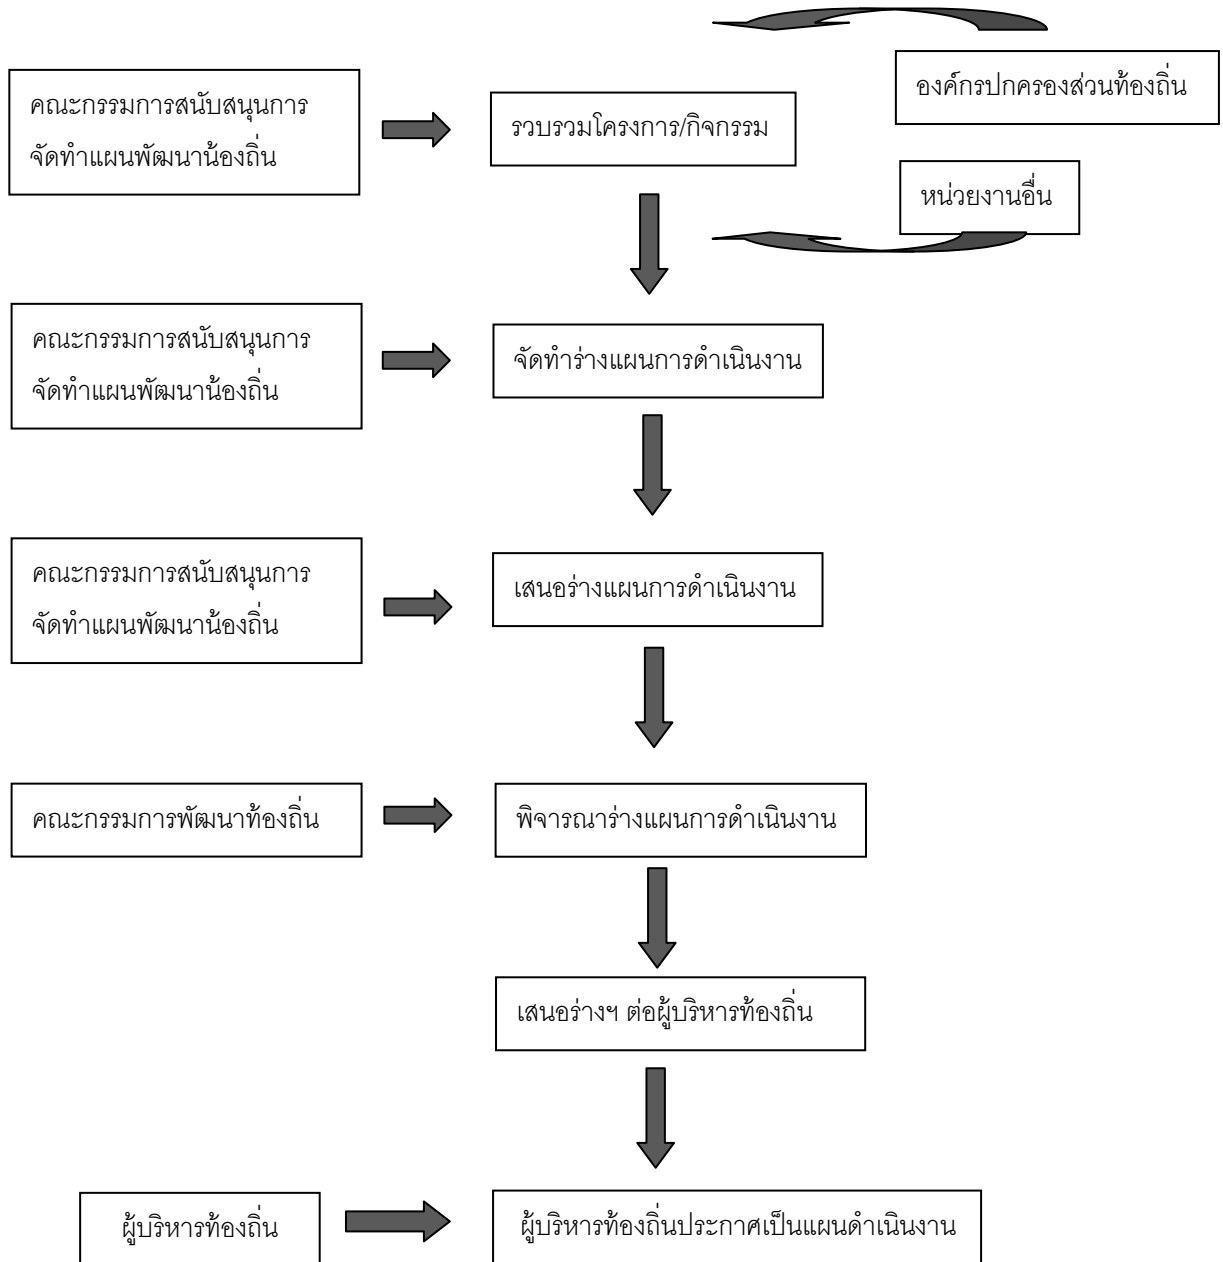 องค์กรปกครองส่วนท้องถิ่น
คณะกรรมการสนับสนุนการ
จัดทำแผนพัฒนาน้องถิ่น
รวบรวมโครงการ/กิจกรรม
หน่วยงานอื่น
คณะกรรมการสนับสนุนการ
จัดทำแผนพัฒนาน้องถิ่น
จัดทำร่างแผนการดำเนินงาน
คณะกรรมการสนับสนุนการ
จัดทำแผนพัฒนาน้องถิ่น
เสนอร่างแผนการดำเนินงาน
คณะกรรมการพัฒนาท้องถิ่น
พิจารณาร่างแผนการดำเนินงาน
เสนอร่างฯ ต่อผู้บริหารท้องถิ่น
ผู้บริหารท้องถิ่น
ผู้บริหารท้องถิ่นประกาศเป็นแผนดำเนินงาน